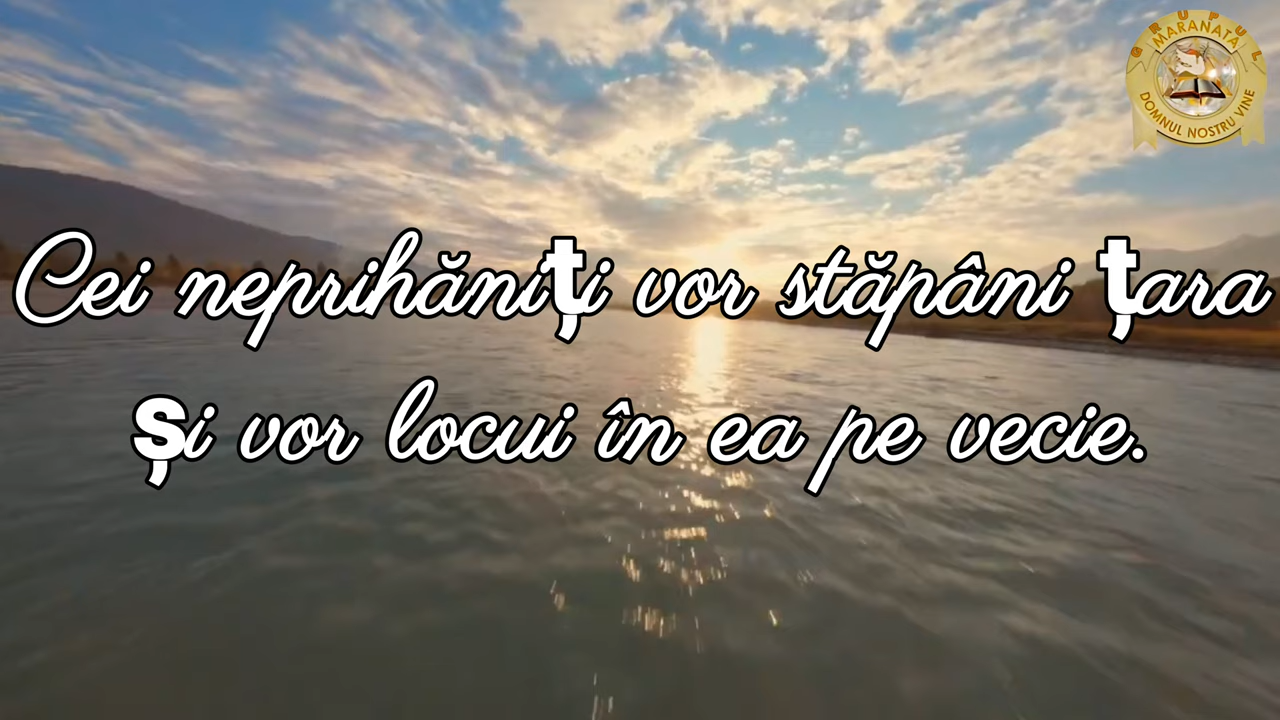 GRUPUL
MARANATA
DOMNUL NOSTRU VINE
Cei neprihăniți vor stăpâni țara
și vor locui în ea pe vecie.